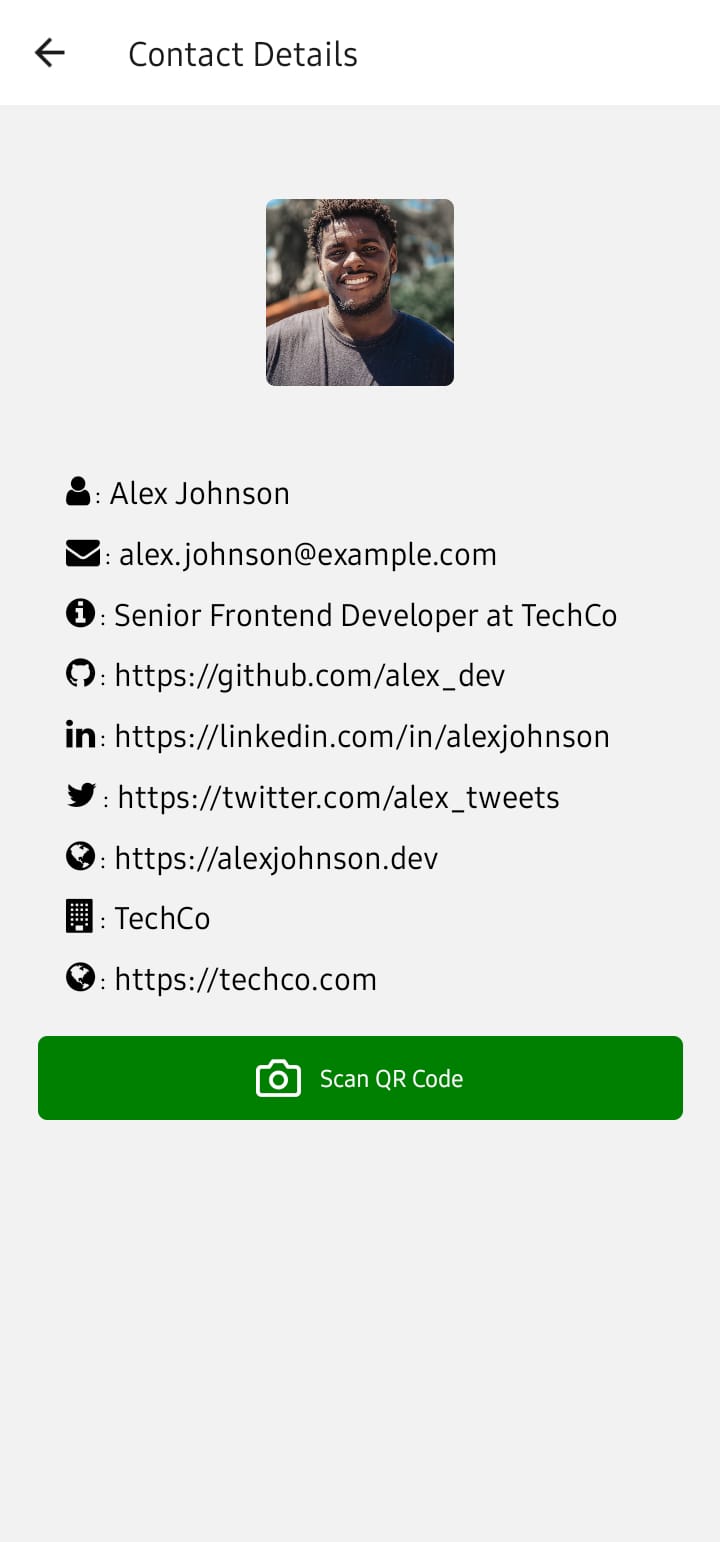 Contact Details
: Alex Johnson
: alex.johnson@example.com
: Senior Frontend Developer at TechCo
: https://github.com/alex_dev
in: https://linkedin.com/in/alexjohnson
: https://twitter.com/alex_tweets
: https://alexjohnson.dev
: TechCo
: https://techco.com
Scan QR Code